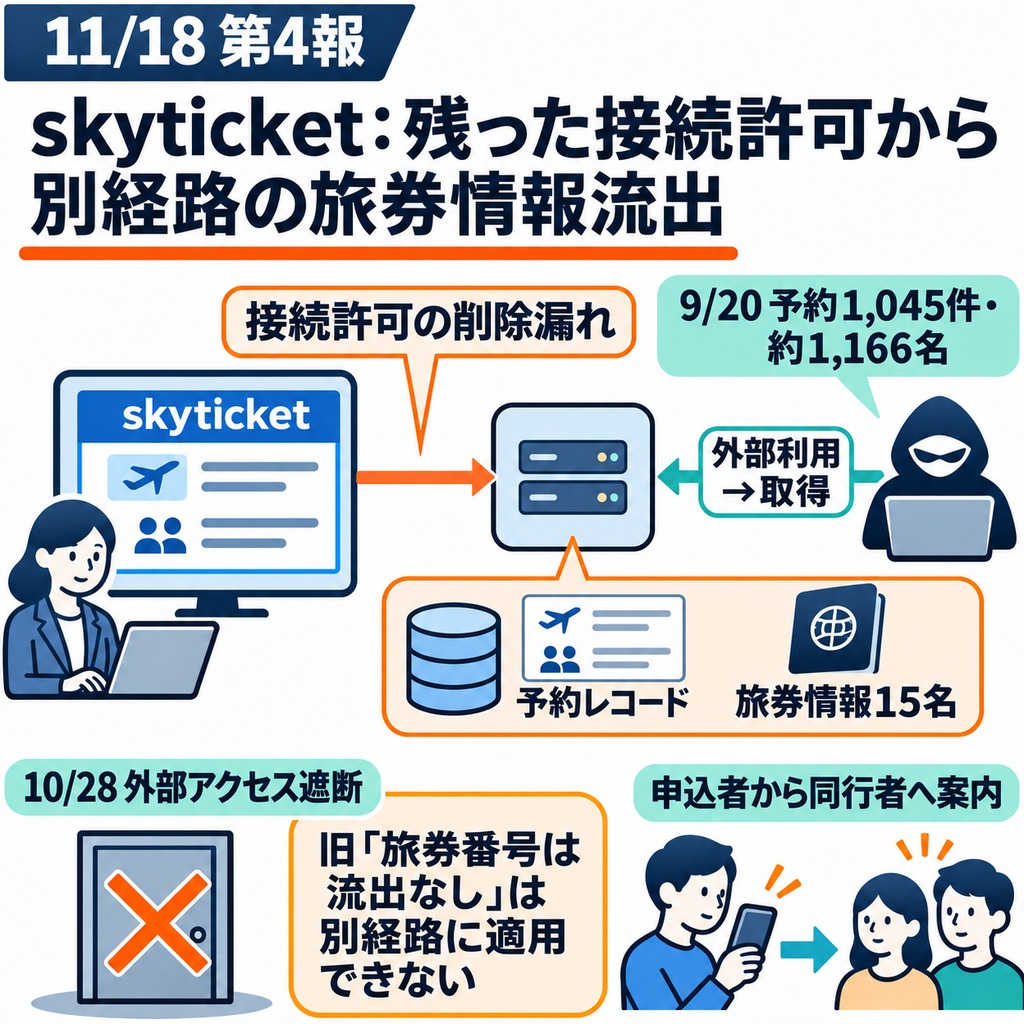 11/18 第4報
skyticket：残った接続許可から
別経路の旅券情報流出
接続許可の削除漏れ
9/20 予約1,045件・
約1,166名
skyticket
外部利用
→取得
予約レコード
旅券情報15名
10/28 外部アクセス遮断
旧「旅券番号は
流出なし」は
別経路に適用
できない
申込者から同行者へ案内